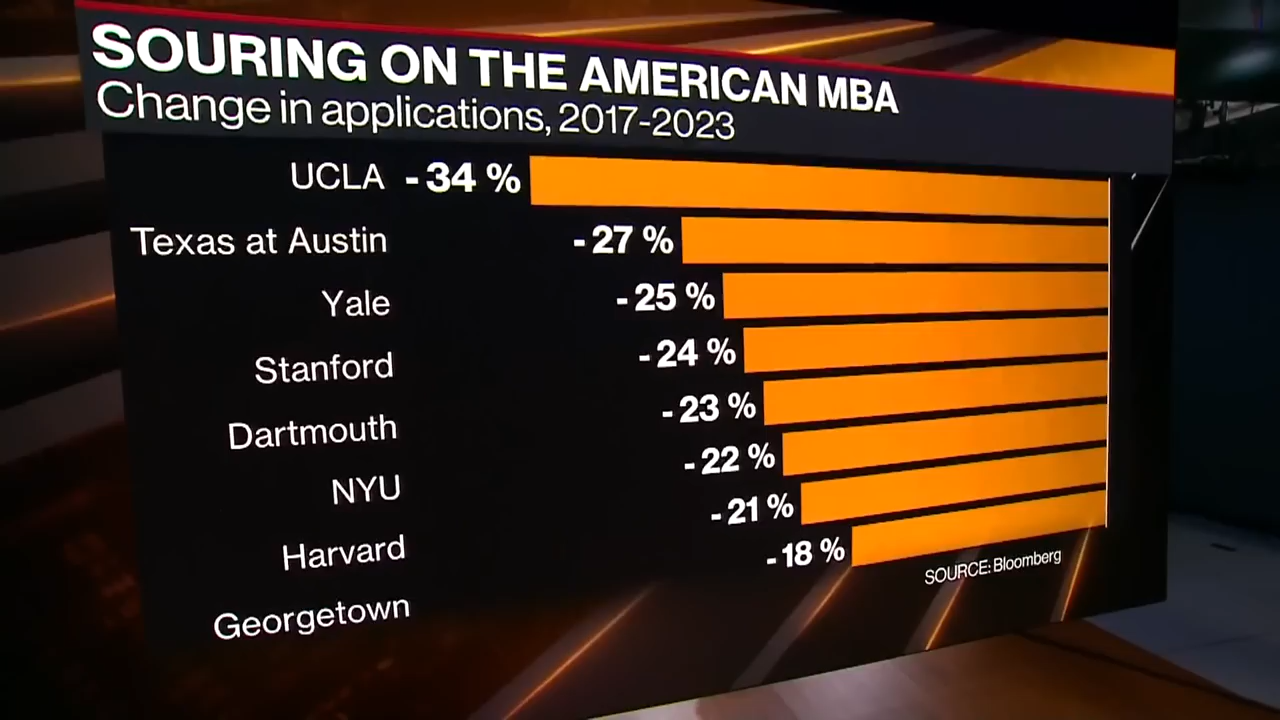 SOURING ON THE AMERICAN MBA
Change in applications, 2017-2023
UCLA -34 %
Texas at Austin -27 %
Yale -25 %
Stanford -24 %
Dartmouth -23 %
NYU -22 %
Harvard -21 %
Georgetown -18 %
SOURCE: Bloomberg